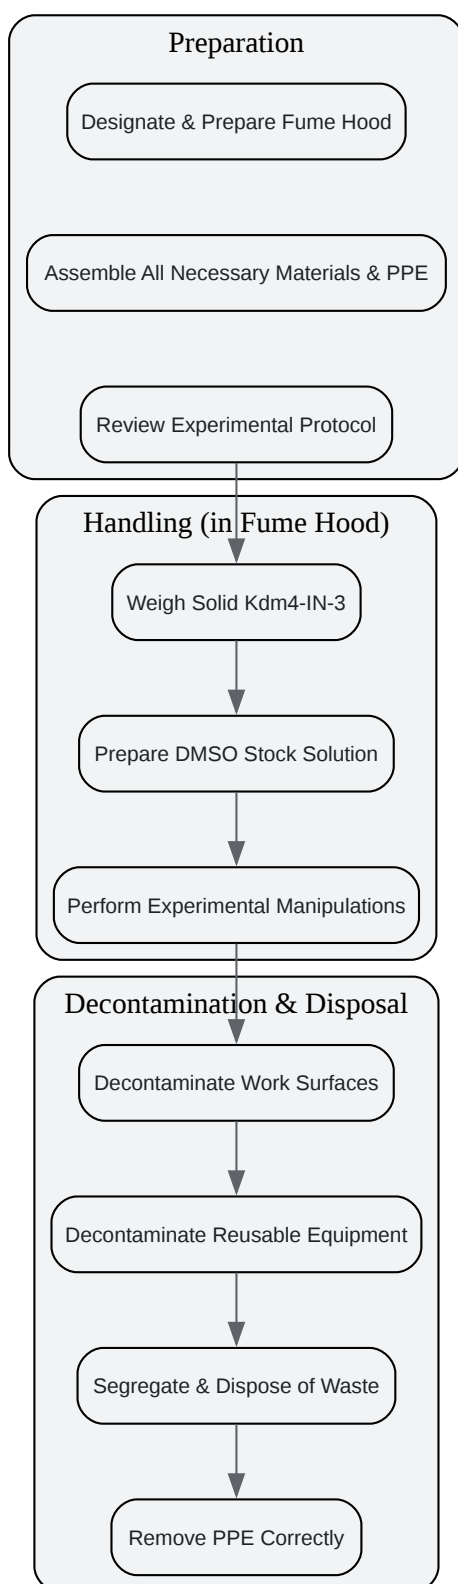 Preparation
Designate & Prepare Fume Hood
Assemble All Necessary Materials & PPE
Review Experimental Protocol
Handling (in Fume Hood)
Weigh Solid Kdm4-IN-3
Prepare DMSO Stock Solution
Perform Experimental Manipulations
Decontamination & Disposal
Decontaminate Work Surfaces
Decontaminate Reusable Equipment
Segregate & Dispose of Waste
Remove PPE Correctly